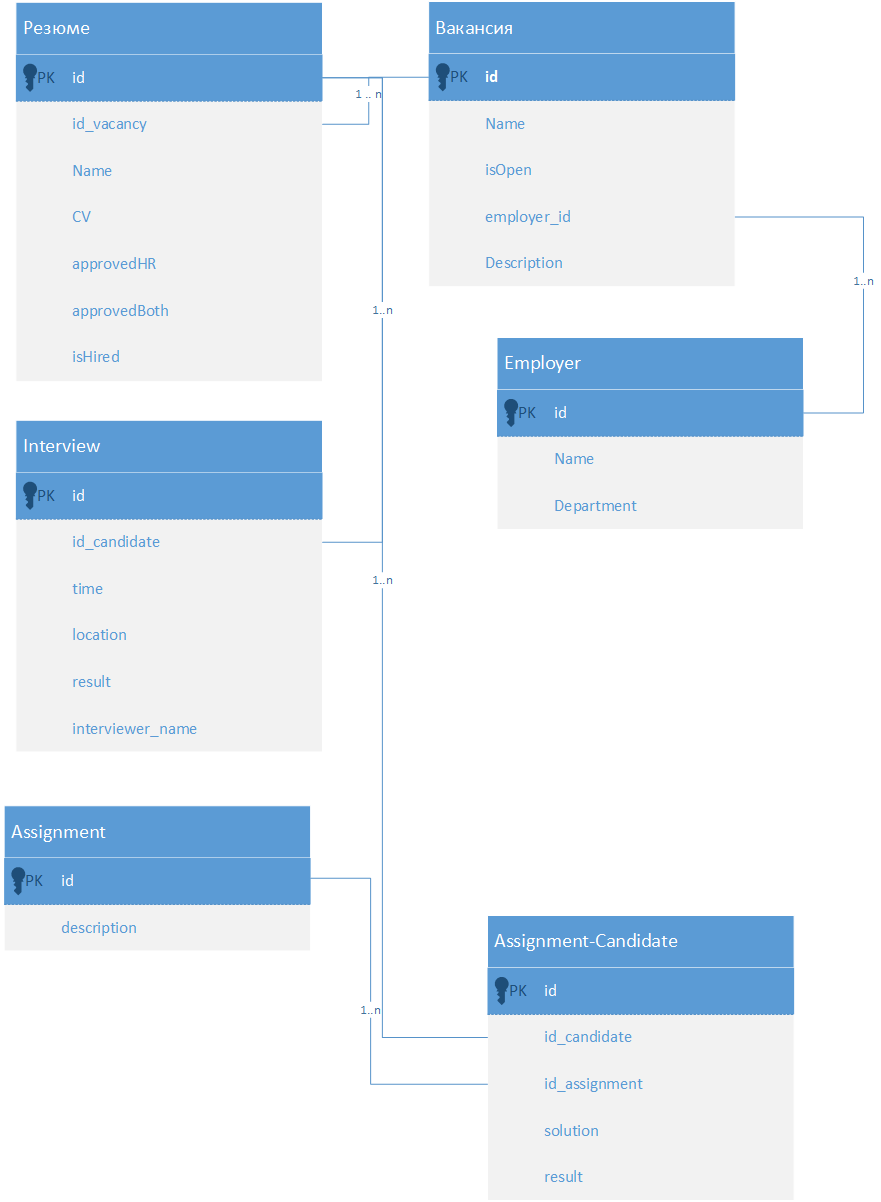 Резюме
PK id
id_vacancy
Name
CV
approvedHR
approvedBoth
isHired
Вакансия
PK id
Name
isOpen
employer_id
Description
1 .. n
1..n
1..n
Employer
PK id
Name
Department
Interview
PK id
id_candidate
time
location
result
interviewer_name
1..n
Assignment
PK id
description
1..n
Assignment-Candidate
PK id
id_candidate
id_assignment
solution
result